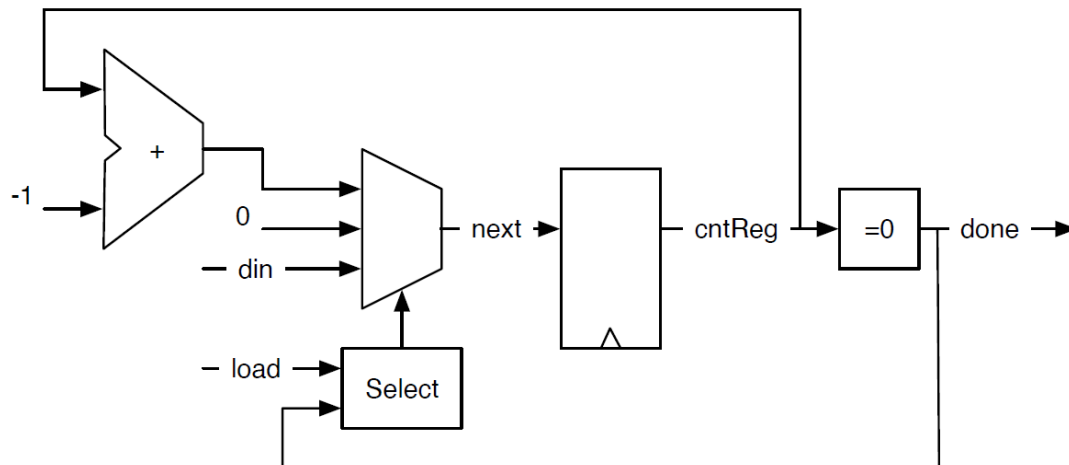 +
-1
0
din
next
cntReg
=0
done
load
Select